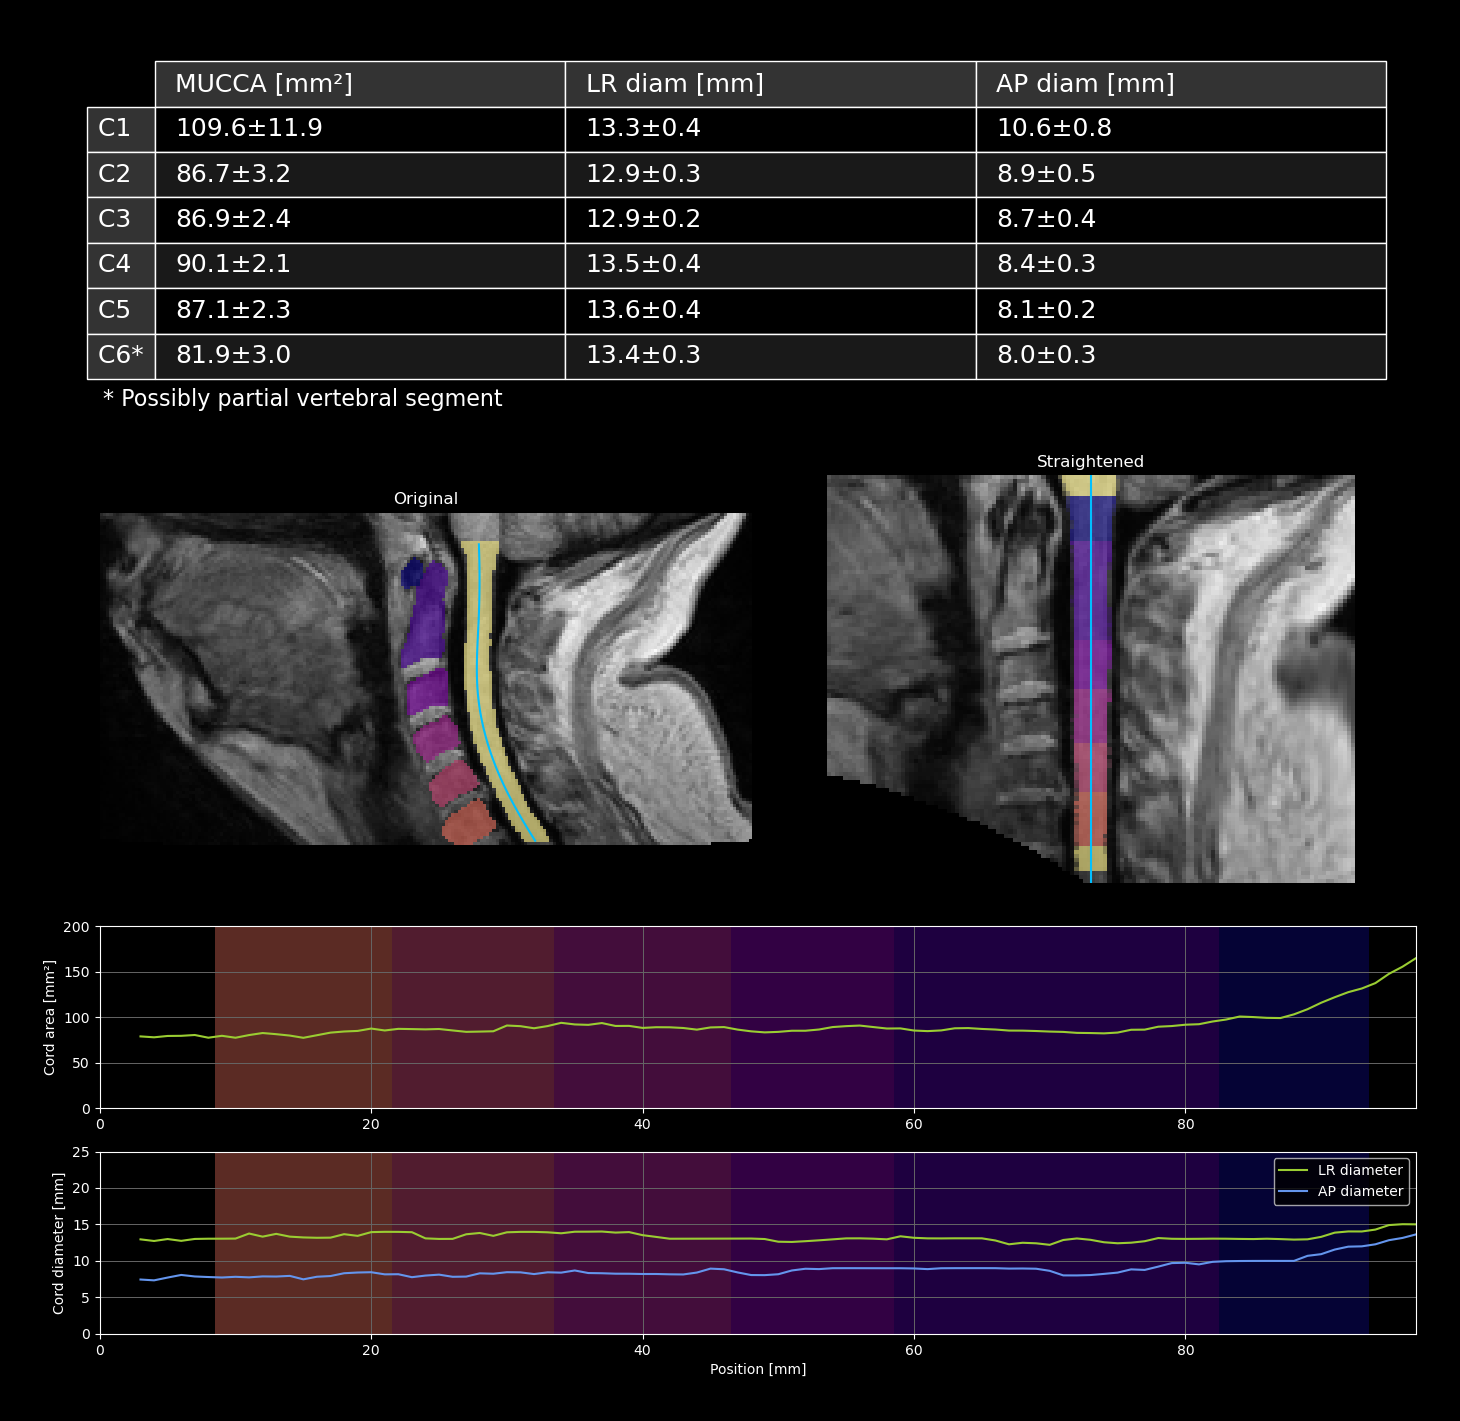 MUCCA [mm²] LR diam [mm] AP diam [mm]
C1 109.6±11.9 13.3±0.4 10.6±0.8
C2 86.7±3.2 12.9±0.3 8.9±0.5
C3 86.9±2.4 12.9±0.2 8.7±0.4
C4 90.1±2.1 13.5±0.4 8.4±0.3
C5 87.1±2.3 13.6±0.4 8.1±0.2
C6* 81.9±3.0 13.4±0.3 8.0±0.3
* Possibly partial vertebral segment
Original
Straightened
Cord area [mm²]
200
150
100
50
0
0 20 40 60 80
Cord diameter [mm]
25
20
15
10
5
0
LR diameter
AP diameter
0 20 40 60 80
Position [mm]